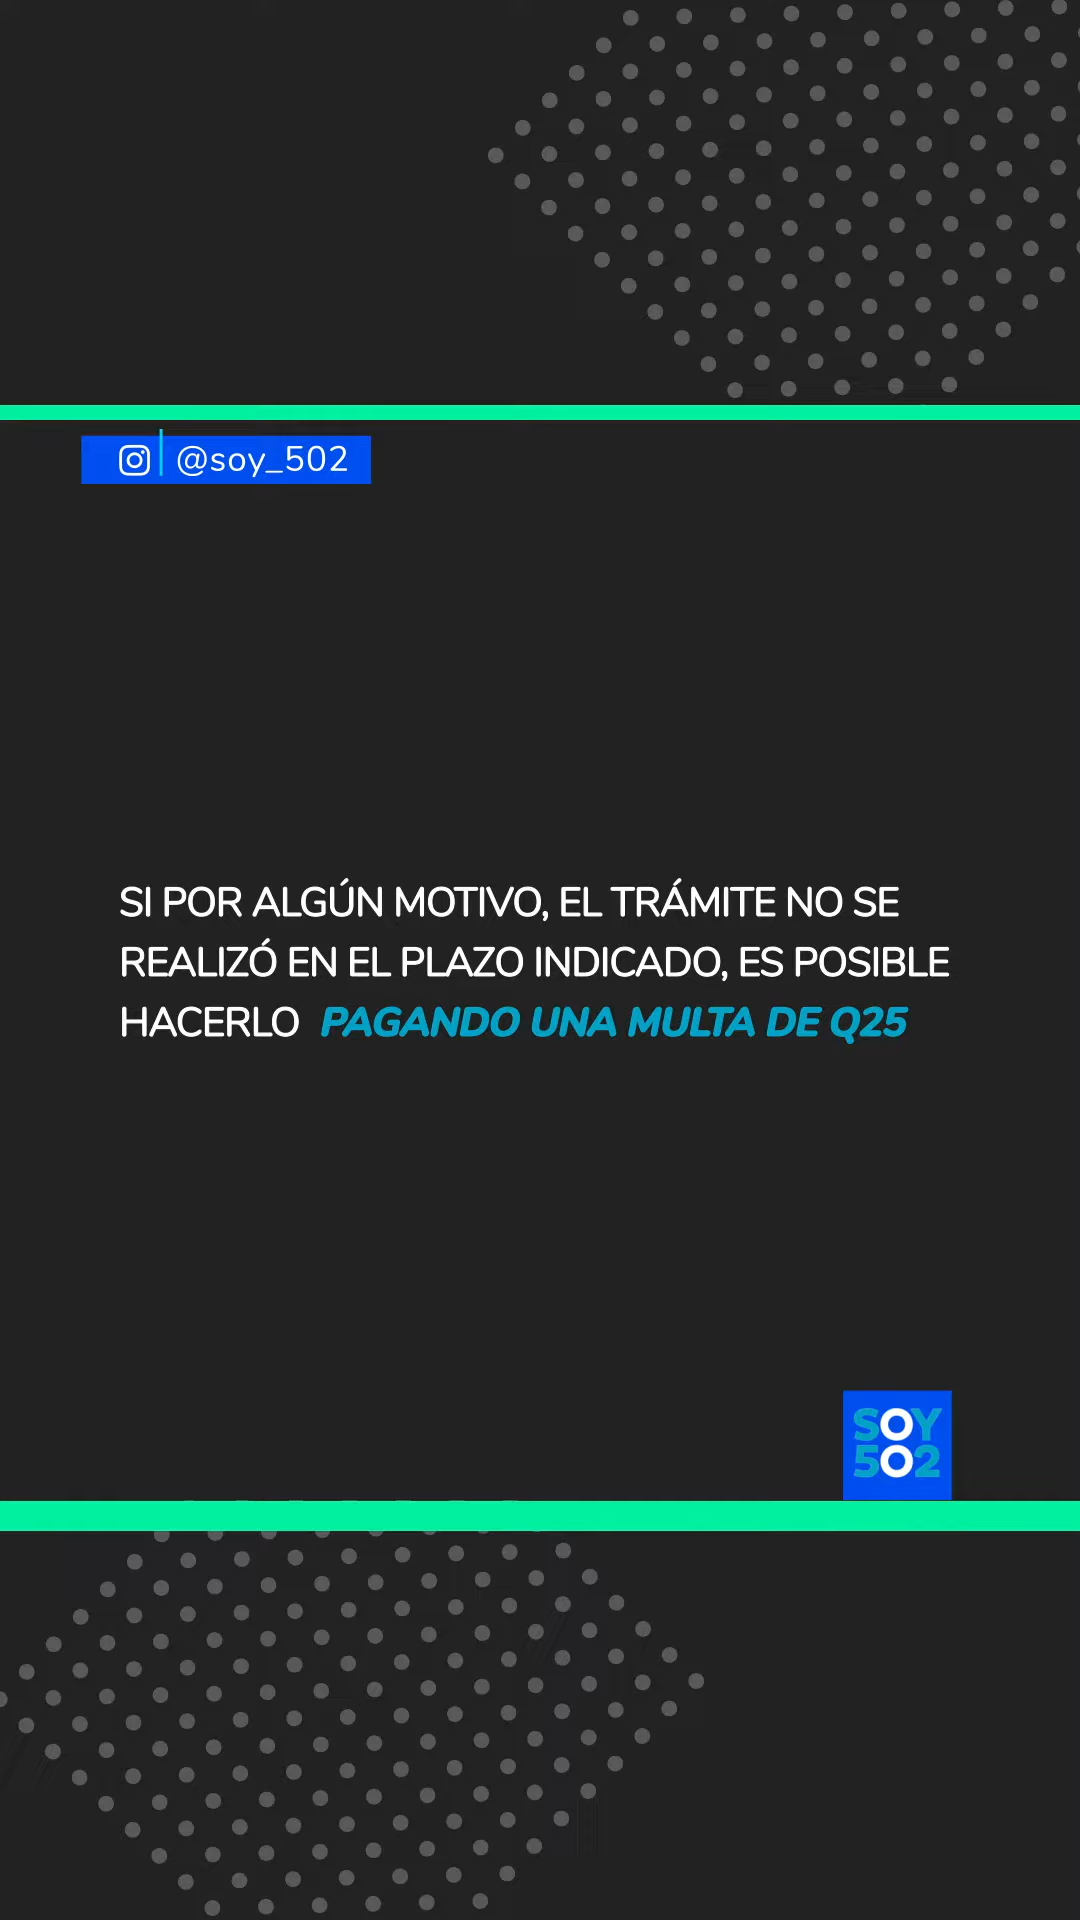 @soy_502
SI POR ALGÚN MOTIVO, EL TRÁMITE NO SE
REALIZÓ EN EL PLAZO INDICADO, ES POSIBLE
HACERLO PAGANDO UNA MULTA DE Q25
SOY
502